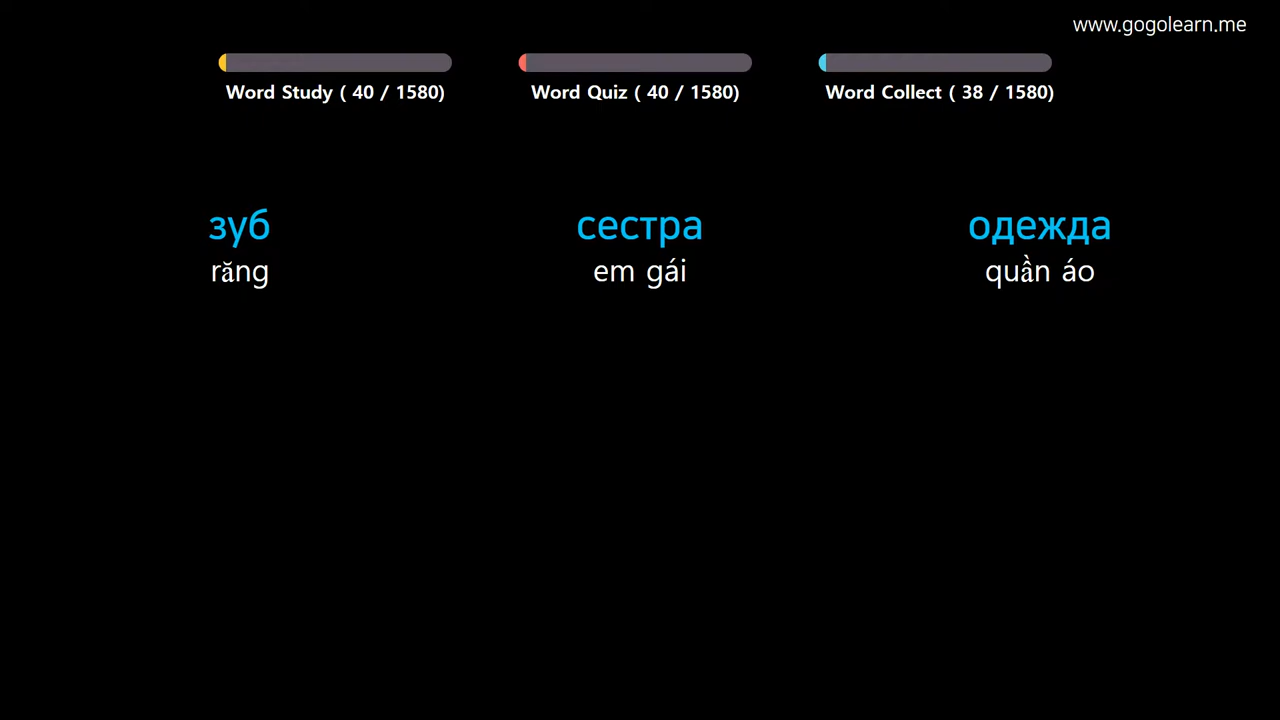 www.gogolearn.me
Word Study ( 40 / 1580)
Word Quiz ( 40 / 1580)
Word Collect ( 38 / 1580)
зуб
răng
сестра
em gái
одежда
quần áo